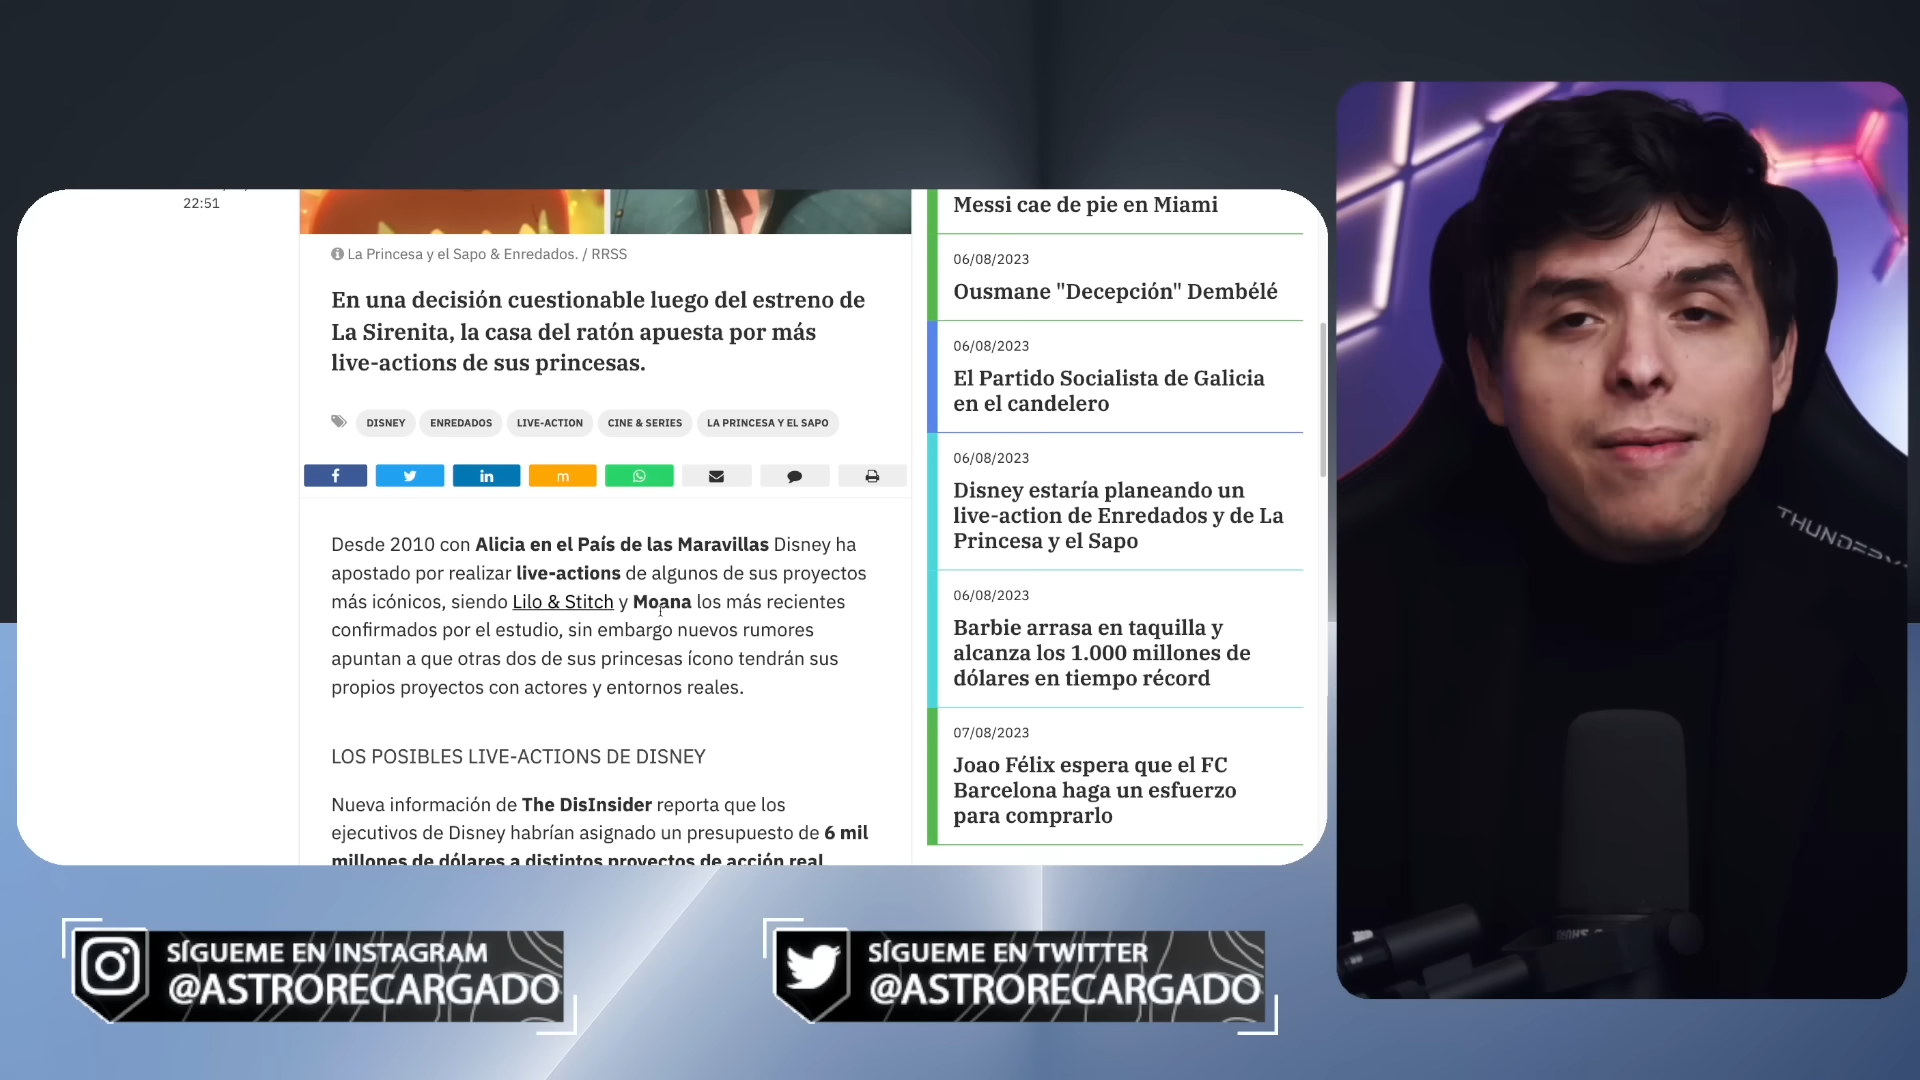 22:51
La Princesa y el Sapo & Enredados. / RRSS
En una decisión cuestionable luego del estreno de
La Sirenita, la casa del ratón apuesta por más
live-actions de sus princesas.
DISNEY
ENREDADOS
LIVE-ACTION
CINE & SERIES
LA PRINCESA Y EL SAPO
Desde 2010 con Alicia en el País de las Maravillas Disney ha
apostado por realizar live-actions de algunos de sus proyectos
más icónicos, siendo Lilo & Stitch y Moana los más recientes
confirmados por el estudio, sin embargo nuevos rumores
apuntan a que otras dos de sus princesas ícono tendrán sus
propios proyectos con actores y entornos reales.
LOS POSIBLES LIVE-ACTIONS DE DISNEY
Nueva información de The DisInsider reporta que los
ejecutivos de Disney habrían asignado un presupuesto de 6 mil
millones de dólares a distintos proyectos de acción real
Messi cae de pie en Miami
06/08/2023
Ousmane "Decepción" Dembélé
06/08/2023
El Partido Socialista de Galicia
en el candelero
06/08/2023
Disney estaría planeando un
live-action de Enredados y de La
Princesa y el Sapo
06/08/2023
Barbie arrasa en taquilla y
alcanza los 1.000 millones de
dólares en tiempo récord
07/08/2023
Joao Félix espera que el FC
Barcelona haga un esfuerzo
para comprarlo
SÍGUEME EN INSTAGRAM
@ASTRORECARGADO
SÍGUEME EN TWITTER
@ASTRORECARGADO